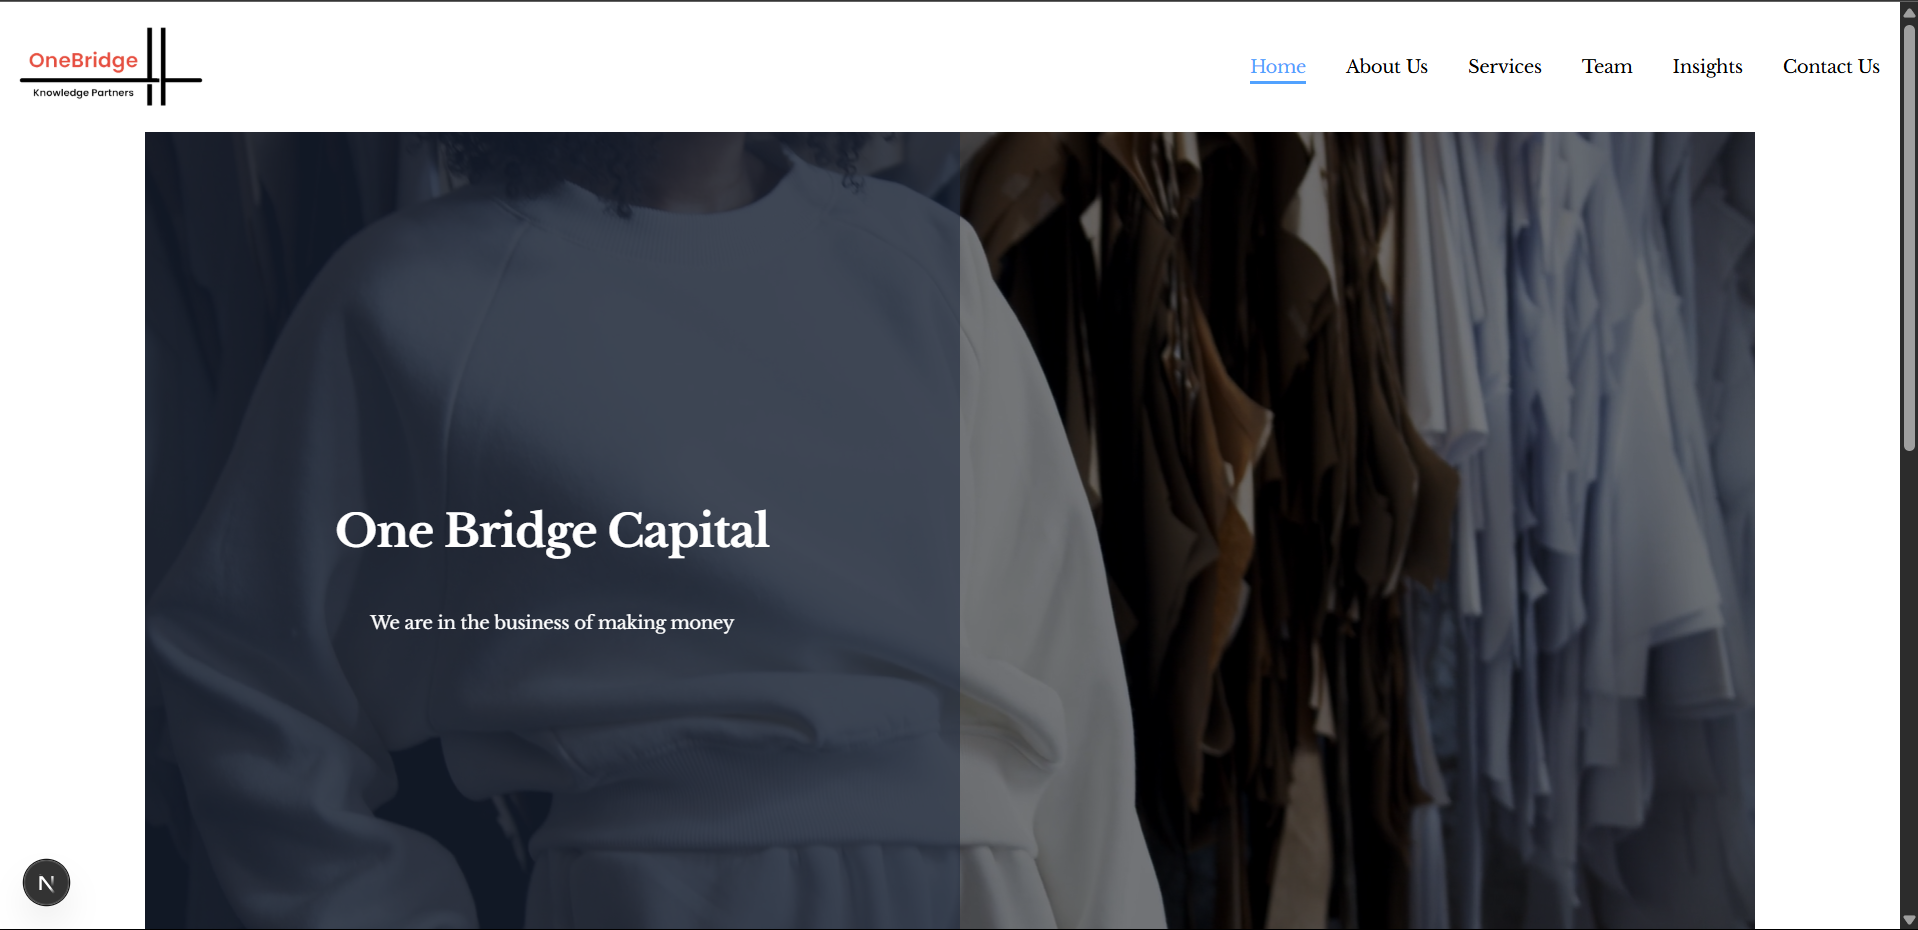 OneBridge
Knowledge Partners
Home About Us Services Team Insights Contact Us
One Bridge Capital
We are in the business of making money
N